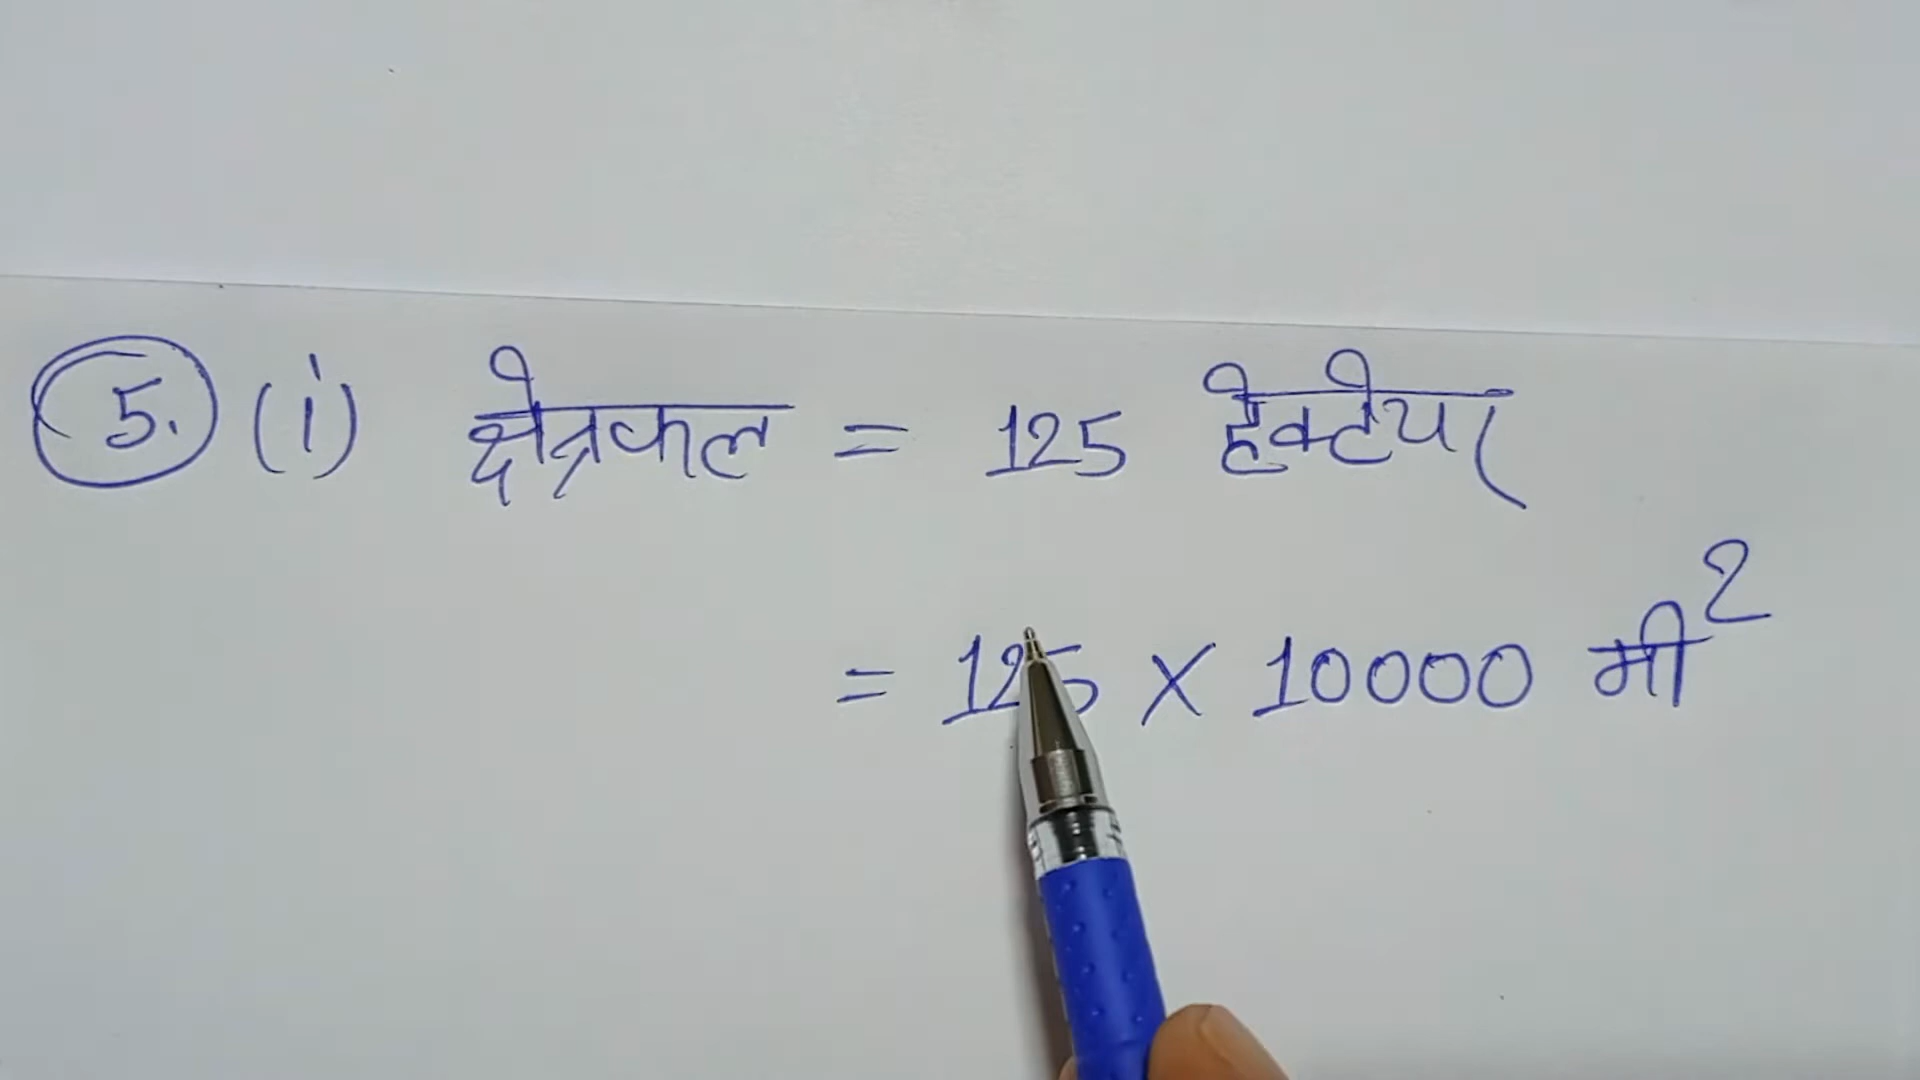 5. (i) क्षेत्रफल = 125 हेक्टेयर
= 125 × 10000 मी²